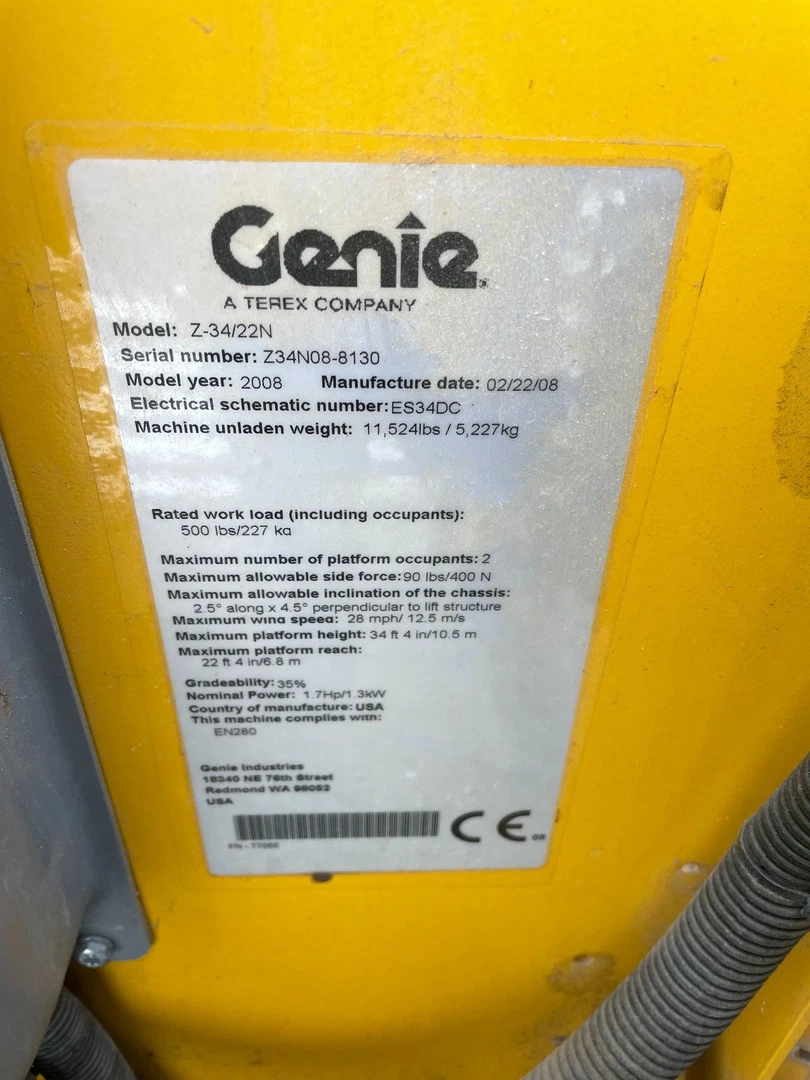 Genie
A TEREX COMPANY
Model: Z-34/22N
Serial number: Z34N08-8130
Model year: 2008 Manufacture date: 02/22/08
Electrical schematic number: ES34DC
Machine unladen weight: 11,524lbs / 5,227kg
Rated work load (including occupants):
500 lbs/227 kg
Maximum number of platform occupants: 2
Maximum allowable side force: 90 lbs/400 N
Maximum allowable inclination of the chassis:
2.5° along x 4.5° perpendicular to lift structure
Maximum wind speed: 28 mph/ 12.5 m/s
Maximum platform height: 34 ft 4 in/10.5 m
Maximum platform reach:
22 ft 4 in/6.8 m
Gradeability: 35%
Nominal Power: 1.7Hp/1.3kW
Country of manufacture: USA
This machine complies with:
EN280
Genie Industries
18340 NE 76th Street
Redmond WA 98052
USA
CE